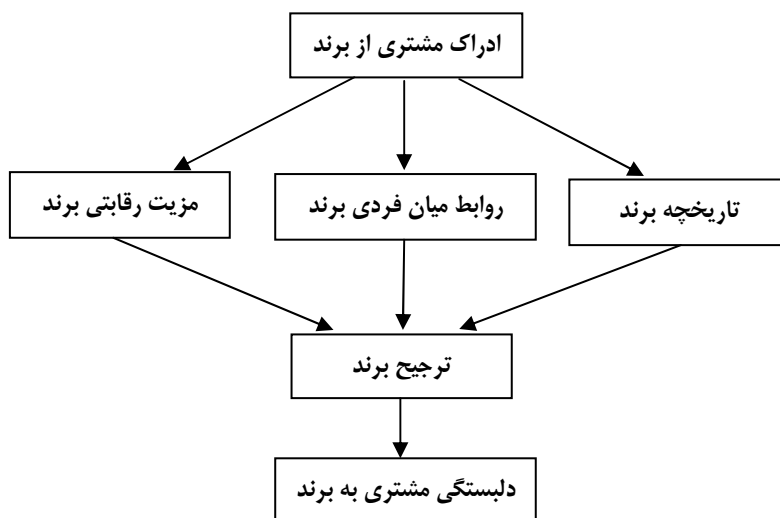 ادراک مشتری از برند
تاریخچه برند
روابط میان فردی برند
مزیت رقابتی برند
ترجیح برند
دلبستگی مشتری به برند